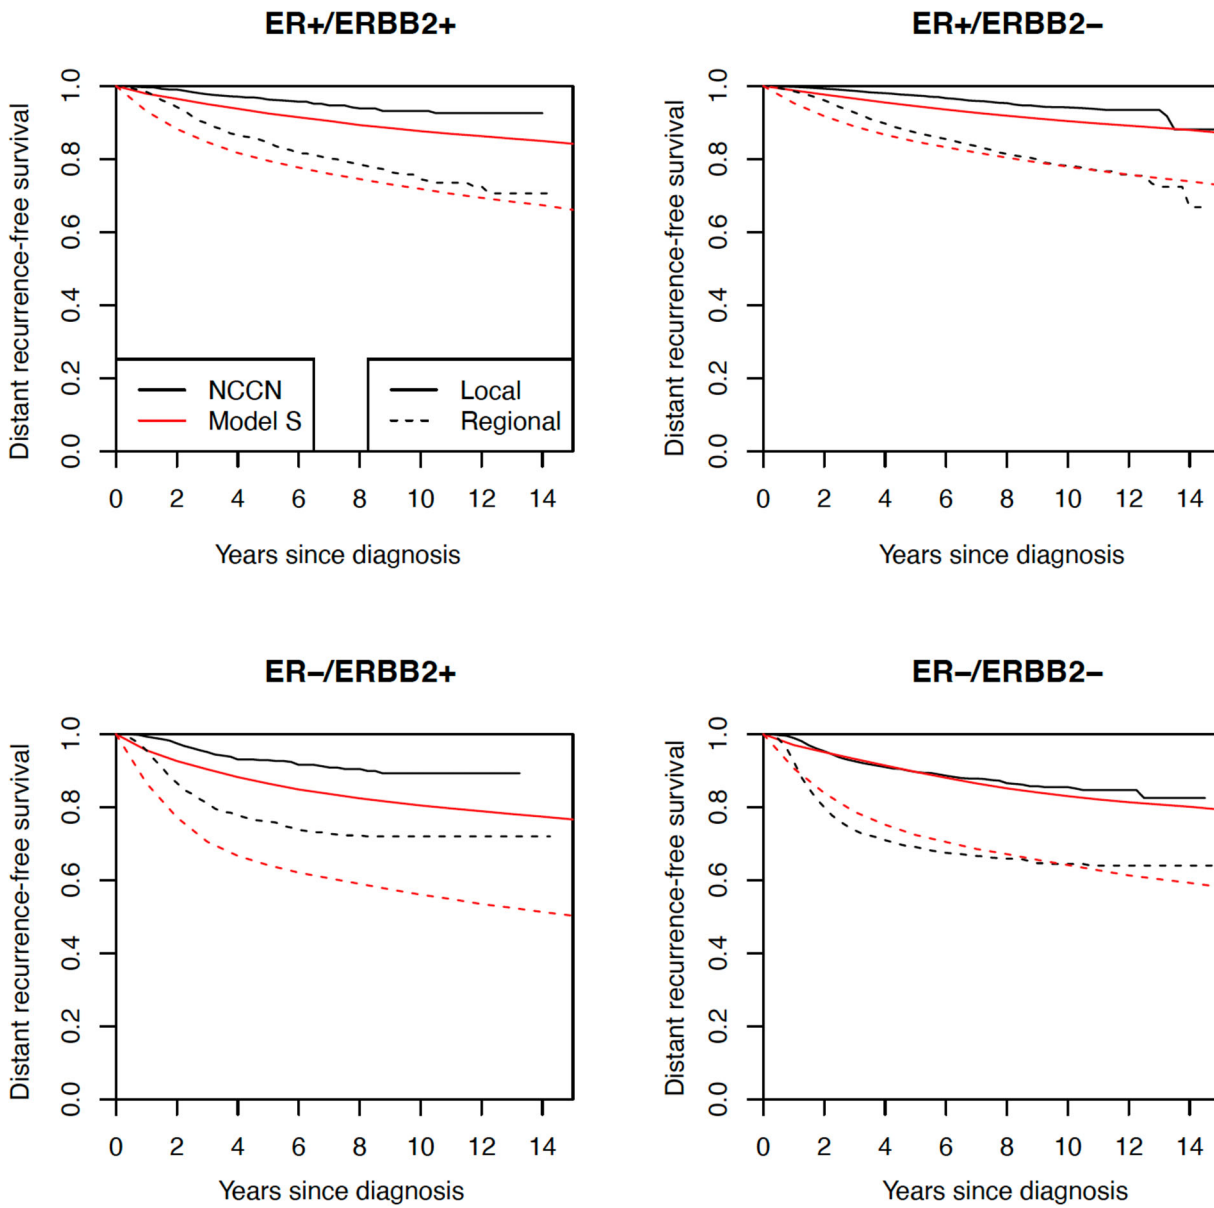 ER+/ERBB2+
Distant recurrence-free survival
1.0
0.8
0.6
0.4
0.2
0.0
NCCN
Model S
Local
Regional
0 2 4 6 8 10 12 14
Years since diagnosis
ER+/ERBB2−
Distant recurrence-free survival
1.0
0.8
0.6
0.4
0.2
0.0
0 2 4 6 8 10 12 14
Years since diagnosis
ER−/ERBB2+
Distant recurrence-free survival
1.0
0.8
0.6
0.4
0.2
0.0
0 2 4 6 8 10 12 14
Years since diagnosis
ER−/ERBB2−
Distant recurrence-free survival
1.0
0.8
0.6
0.4
0.2
0.0
0 2 4 6 8 10 12 14
Years since diagnosis